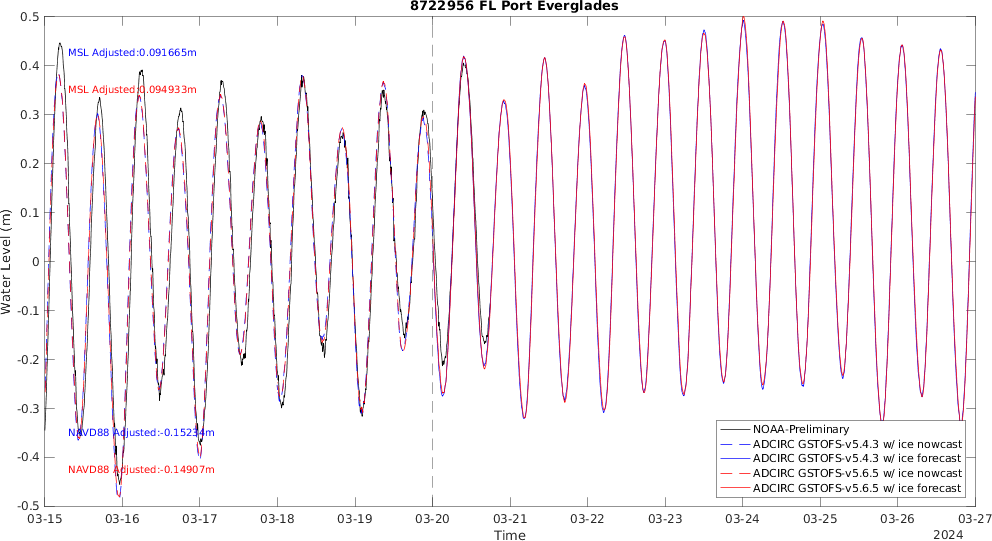 8722956 FL Port Everglades
0.5
0.4
0.3
0.2
0.1
0
-0.1
-0.2
-0.3
-0.4
-0.5
Water Level (m)
MSL Adjusted:0.091665m
MSL Adjusted:0.094933m
NAVD88 Adjusted:-0.15234m
NAVD88 Adjusted:-0.14907m
NOAA-Preliminary
ADCIRC GSTOFS-v5.4.3 w/ ice nowcast
ADCIRC GSTOFS-v5.4.3 w/ ice forecast
ADCIRC GSTOFS-v5.6.5 w/ ice nowcast
ADCIRC GSTOFS-v5.6.5 w/ ice forecast
03-15 03-16 03-17 03-18 03-19 03-20 03-21 03-22 03-23 03-24 03-25 03-26 03-27
Time
2024